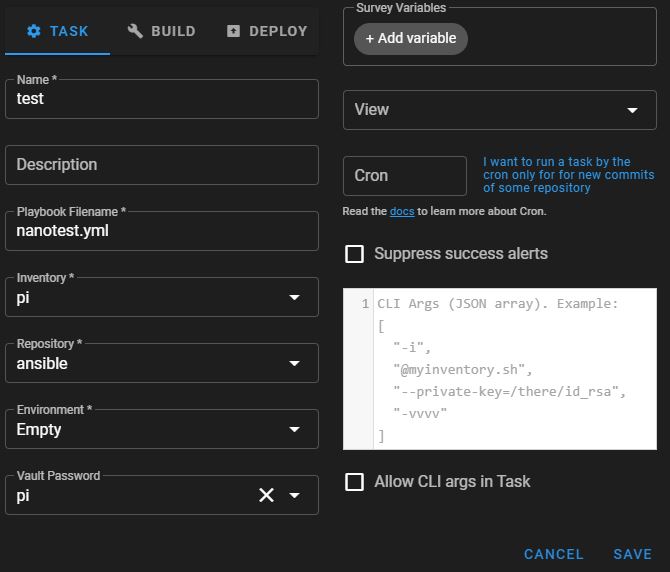 TASK
BUILD
DEPLOY
Name *
test
Description
Playbook Filename *
nanotest.yml
Inventory *
pi
Repository *
ansible
Environment *
Empty
Vault Password
pi
Survey Variables
+ Add variable
View
Cron
I want to run a task by the
cron only for for new commits
of some repository
Read the docs to learn more about Cron.
Suppress success alerts
1 CLI Args (JSON array). Example:
[
"-i",
"@myinventory.sh",
"--private-key=/there/id_rsa",
"-vvvv"
]
Allow CLI args in Task
CANCEL
SAVE